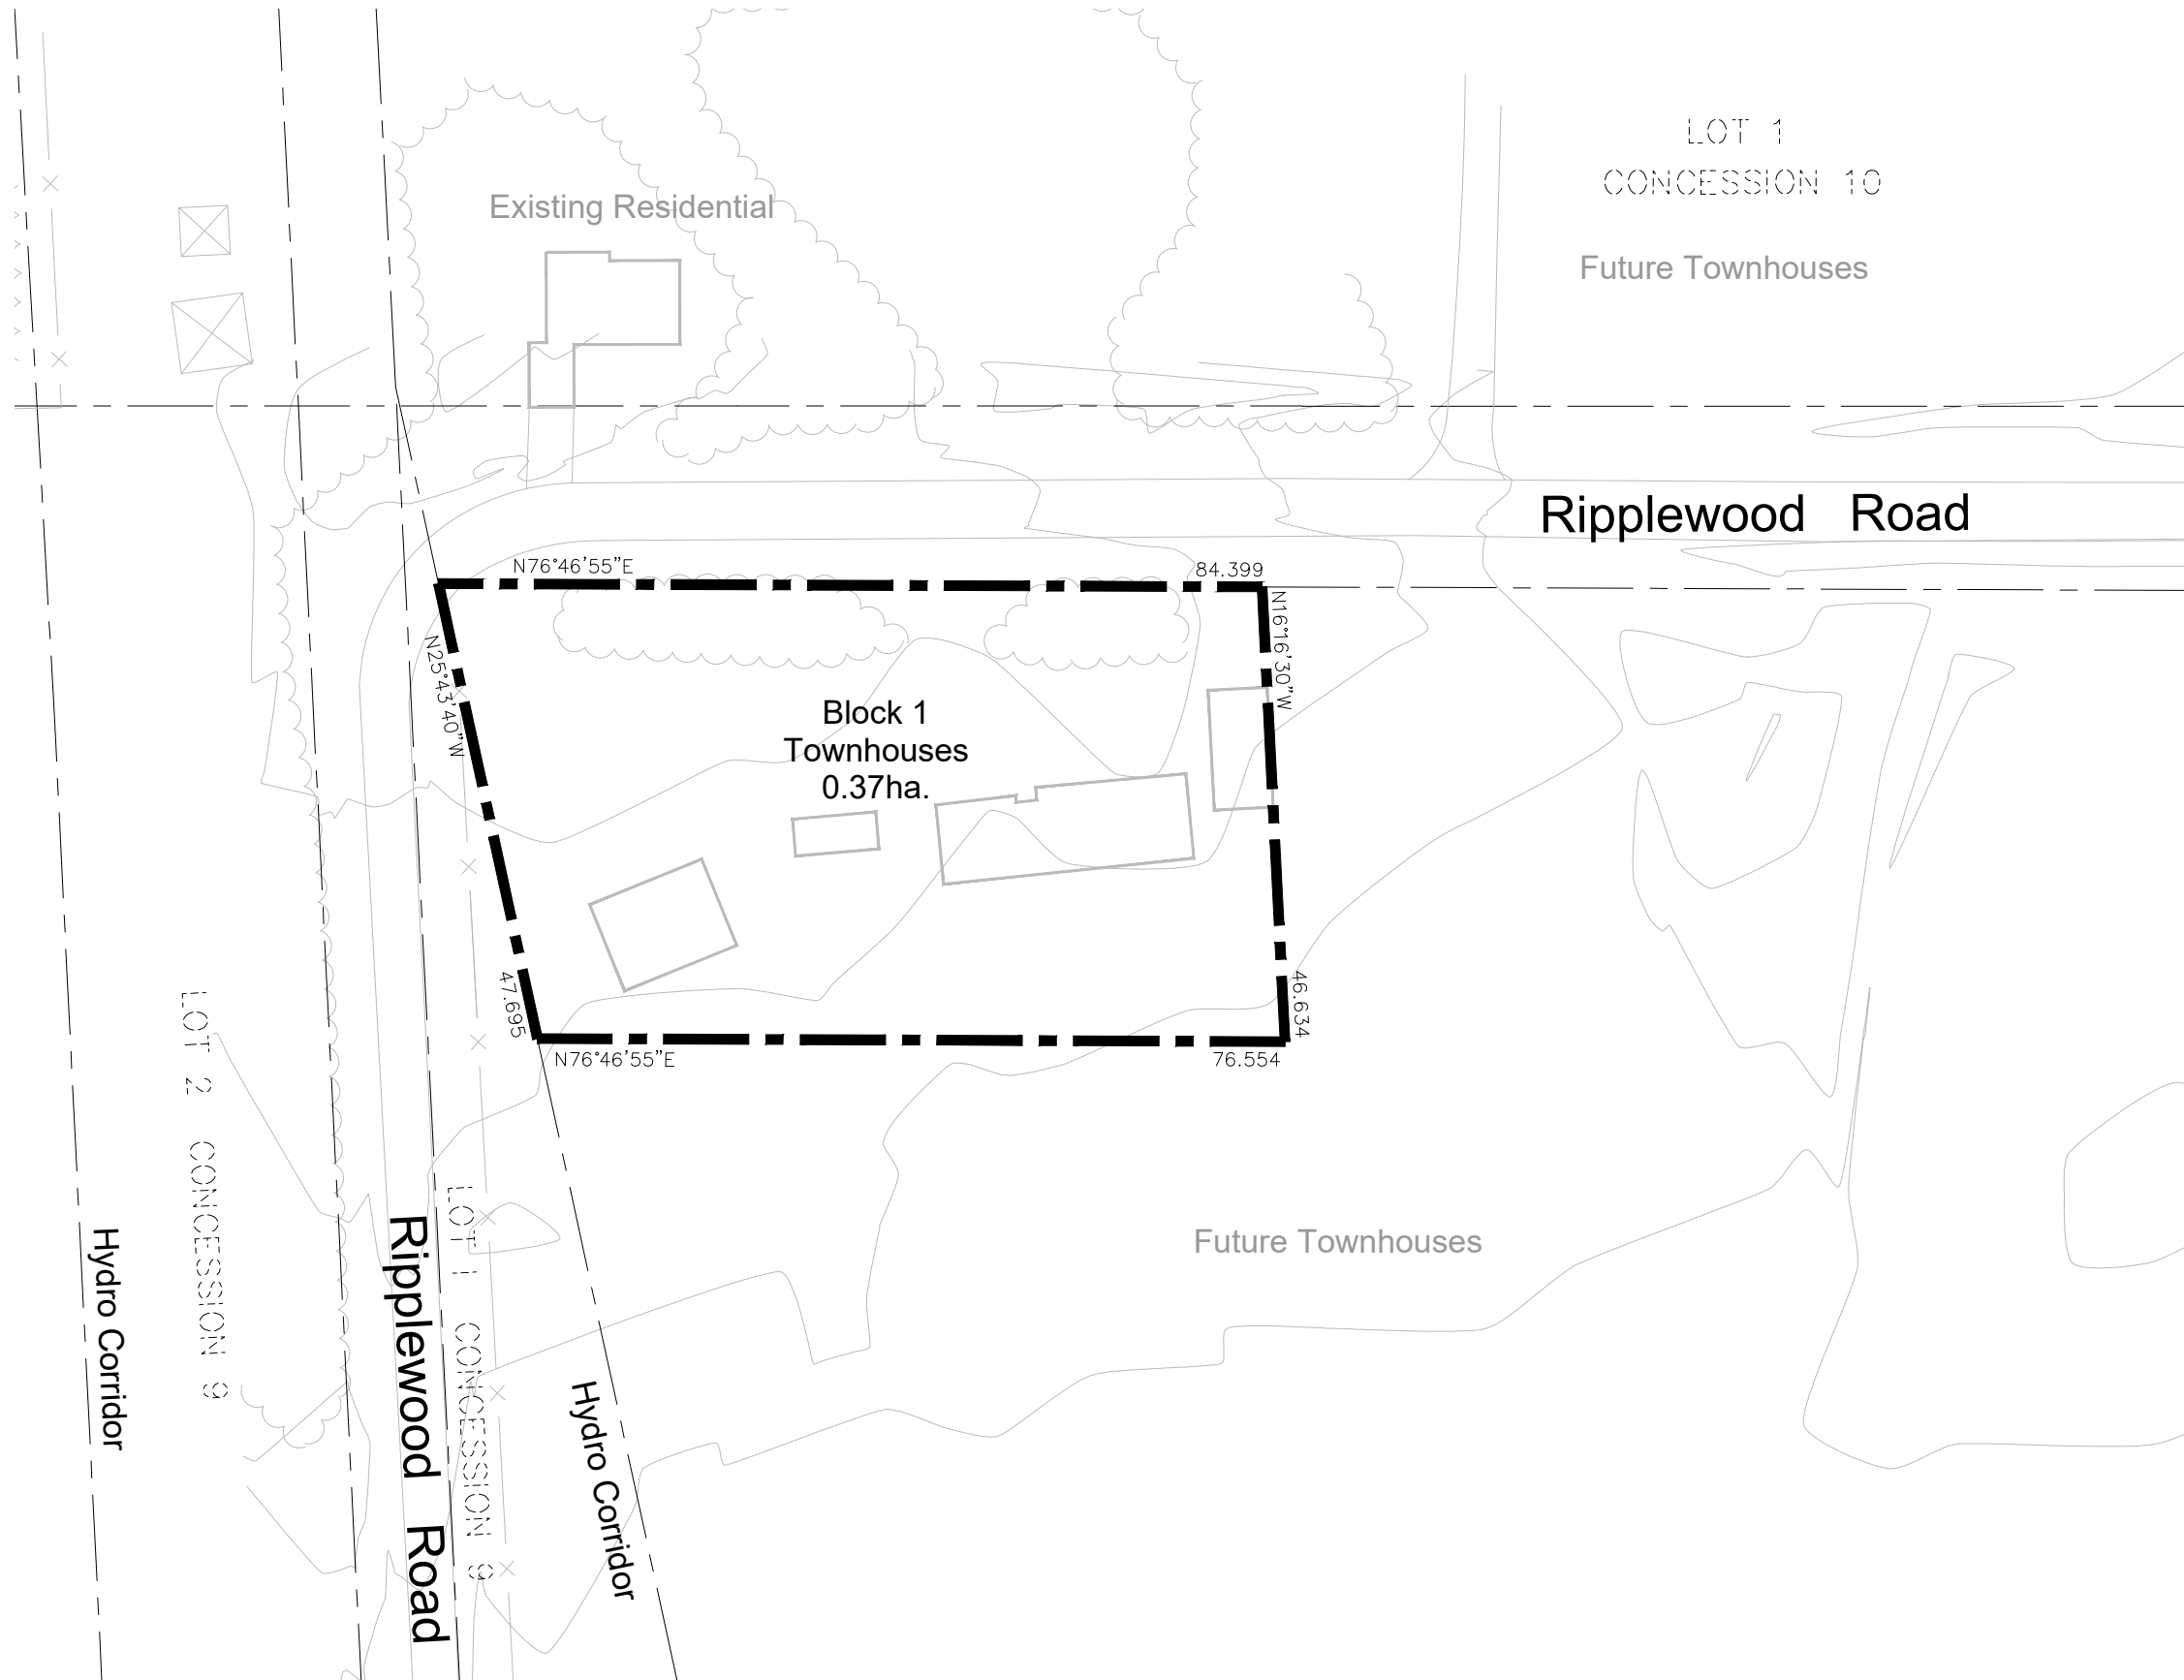 LOT 1
CONCESSION 10
Existing Residential
Future Townhouses
Ripplewood Road
N76°46'55"E
84.399
N16°16'30"W
N25°43'40"W
Block 1
Townhouses
0.37ha.
47.695
46.634
N76°46'55"E
76.554
LOT 2 CONCESSION 9
LOT 1 CONCESSION 9
Hydro Corridor
Ripplewood Road
Future Townhouses
Hydro Corridor